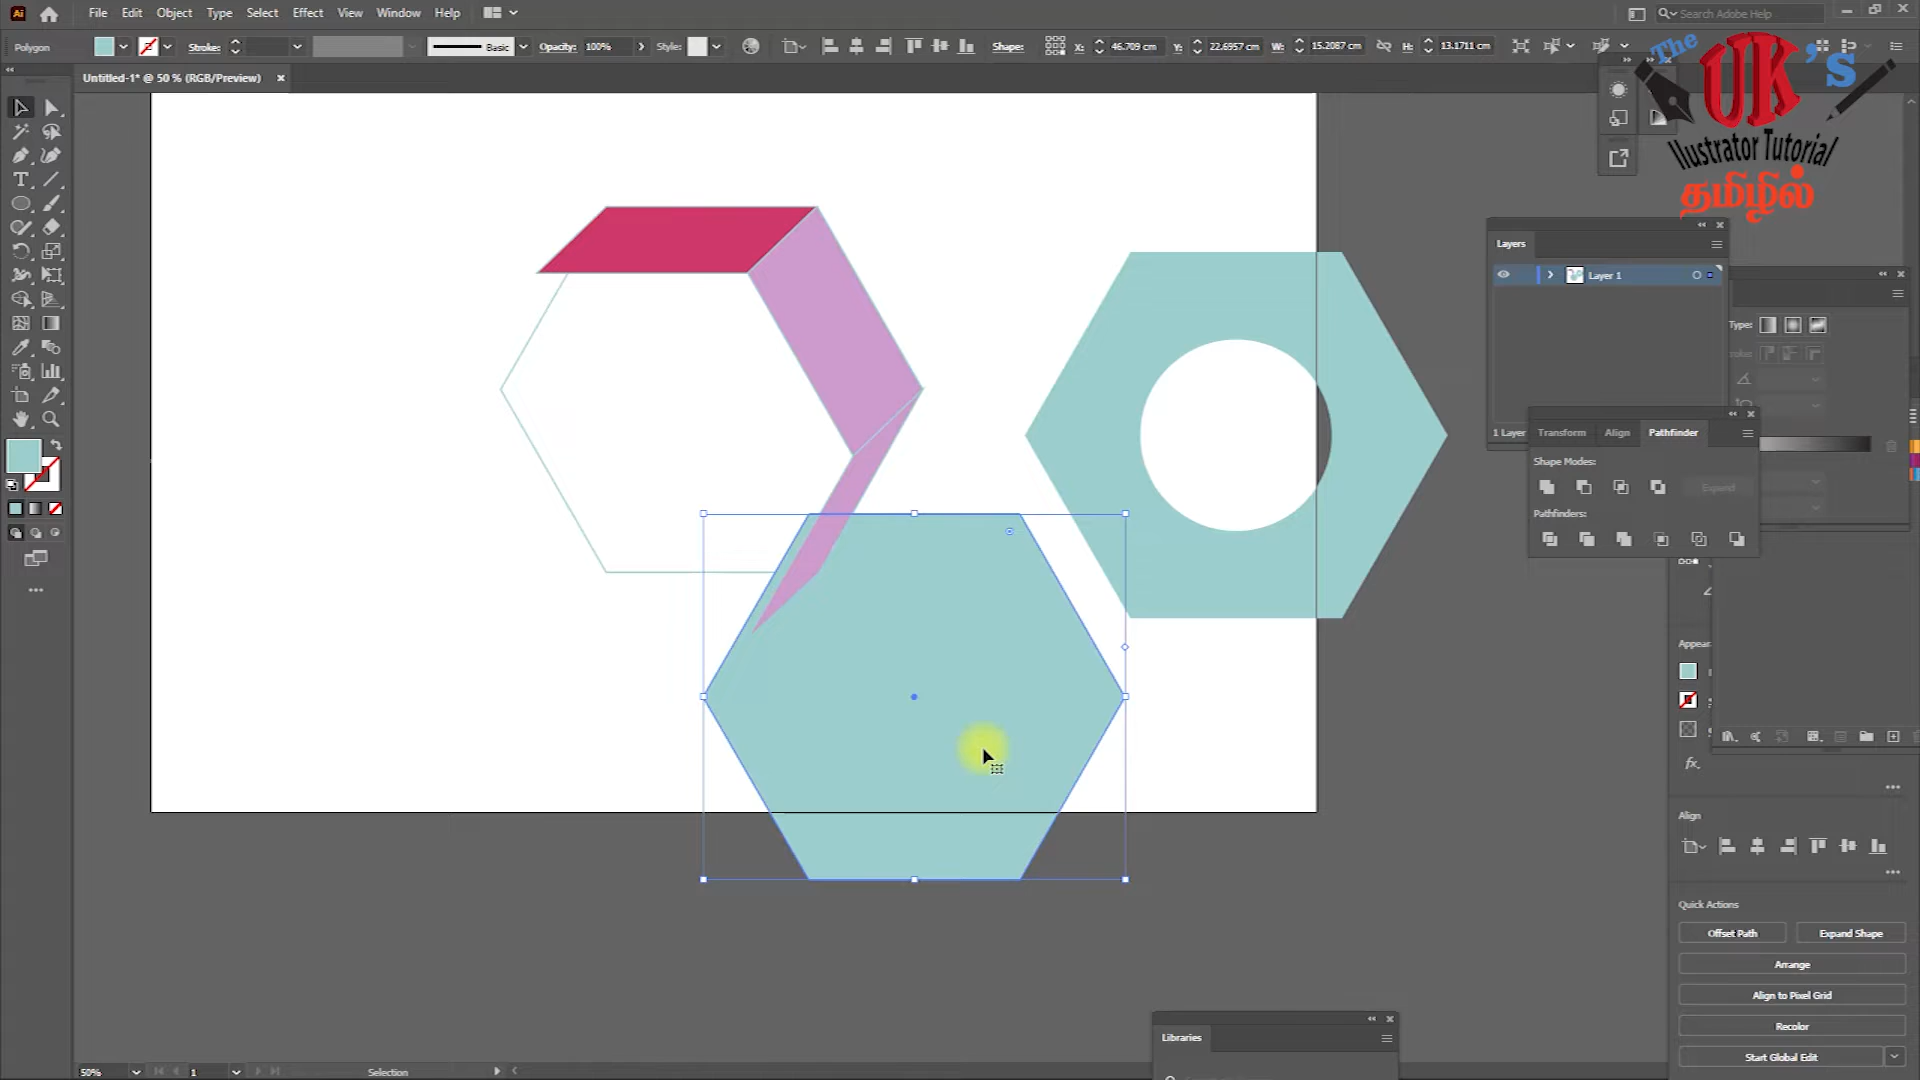 Ai
File Edit Object Type Select Effect View Window Help
Search Adobe Help
Polygon
Stroke:
Basic
Opacity: 100%
Style:
Shape:
X: 46.709 cm
Y: 22.6957 cm
W: 15.2087 cm
H: 13.1711 cm
Untitled-1* @ 50 % (RGB/Preview)
The
UK's
Ilustrator Tutorial
தமிழில்
Layers
Layer 1
Type:
1 Layer
Transform Align Pathfinder
Shape Modes:
Expand
Pathfinders:
Appear
fx.
Align
Quick Actions
Offset Path
Expand Shape
Arrange
Align to Pixel Grid
Recolor
Start Global Edit
Libraries
50%
1
Selection